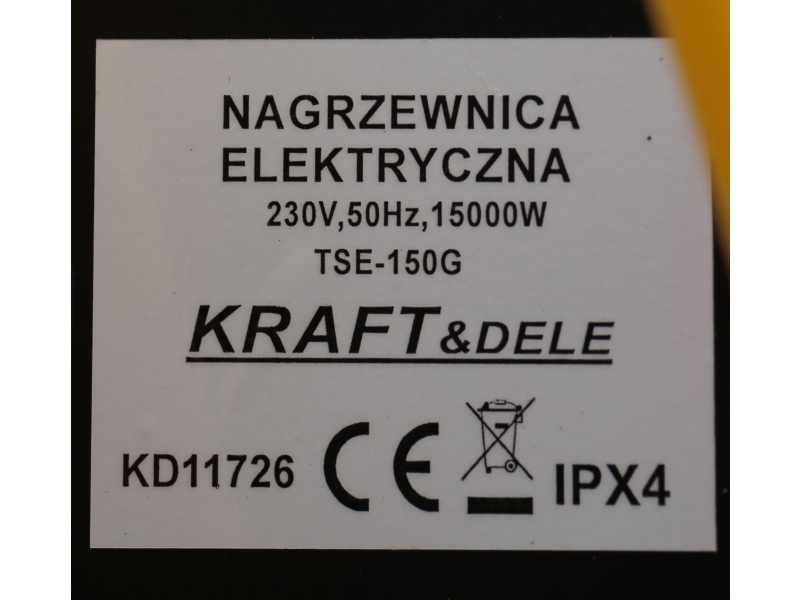 NAGRZEWNICA
ELEKTRYCZNA
230V,50Hz,15000W
TSE-150G
KRAFT&DELE
KD11726 CE IPX4